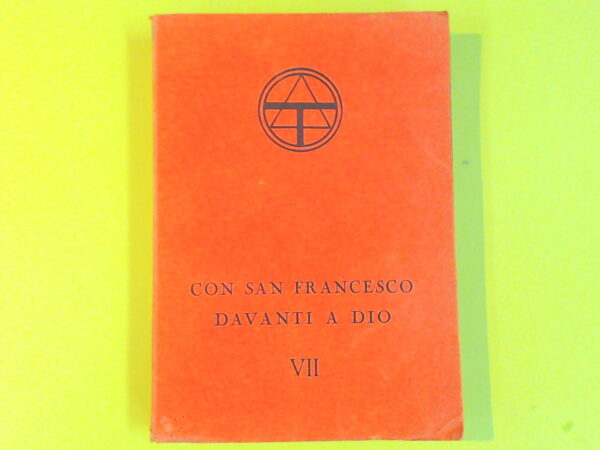 CON SAN FRANCESCO
DAVANTI A DIO
VII